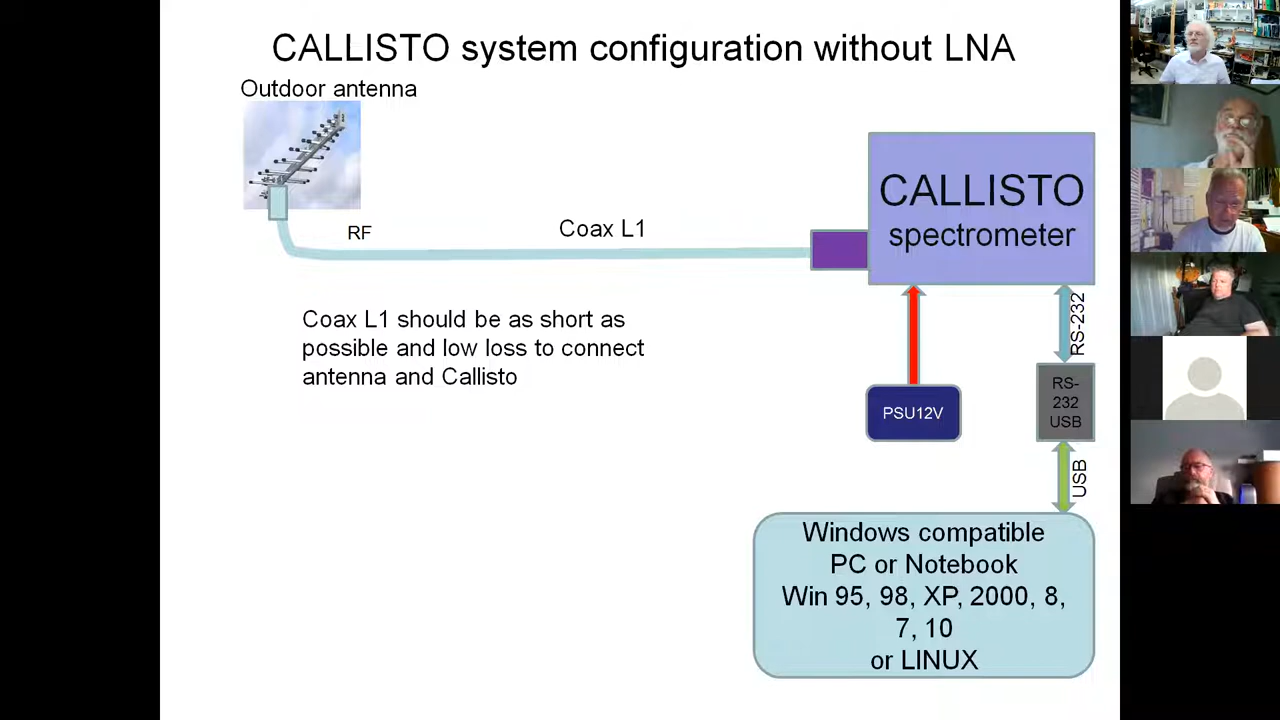 CALLISTO system configuration without LNA
Outdoor antenna
RF
Coax L1
CALLISTO
spectrometer
Coax L1 should be as short as
possible and low loss to connect
antenna and Callisto
RS-232
PSU12V
RS-
232
USB
USB
Windows compatible
PC or Notebook
Win 95, 98, XP, 2000, 8,
7, 10
or LINUX